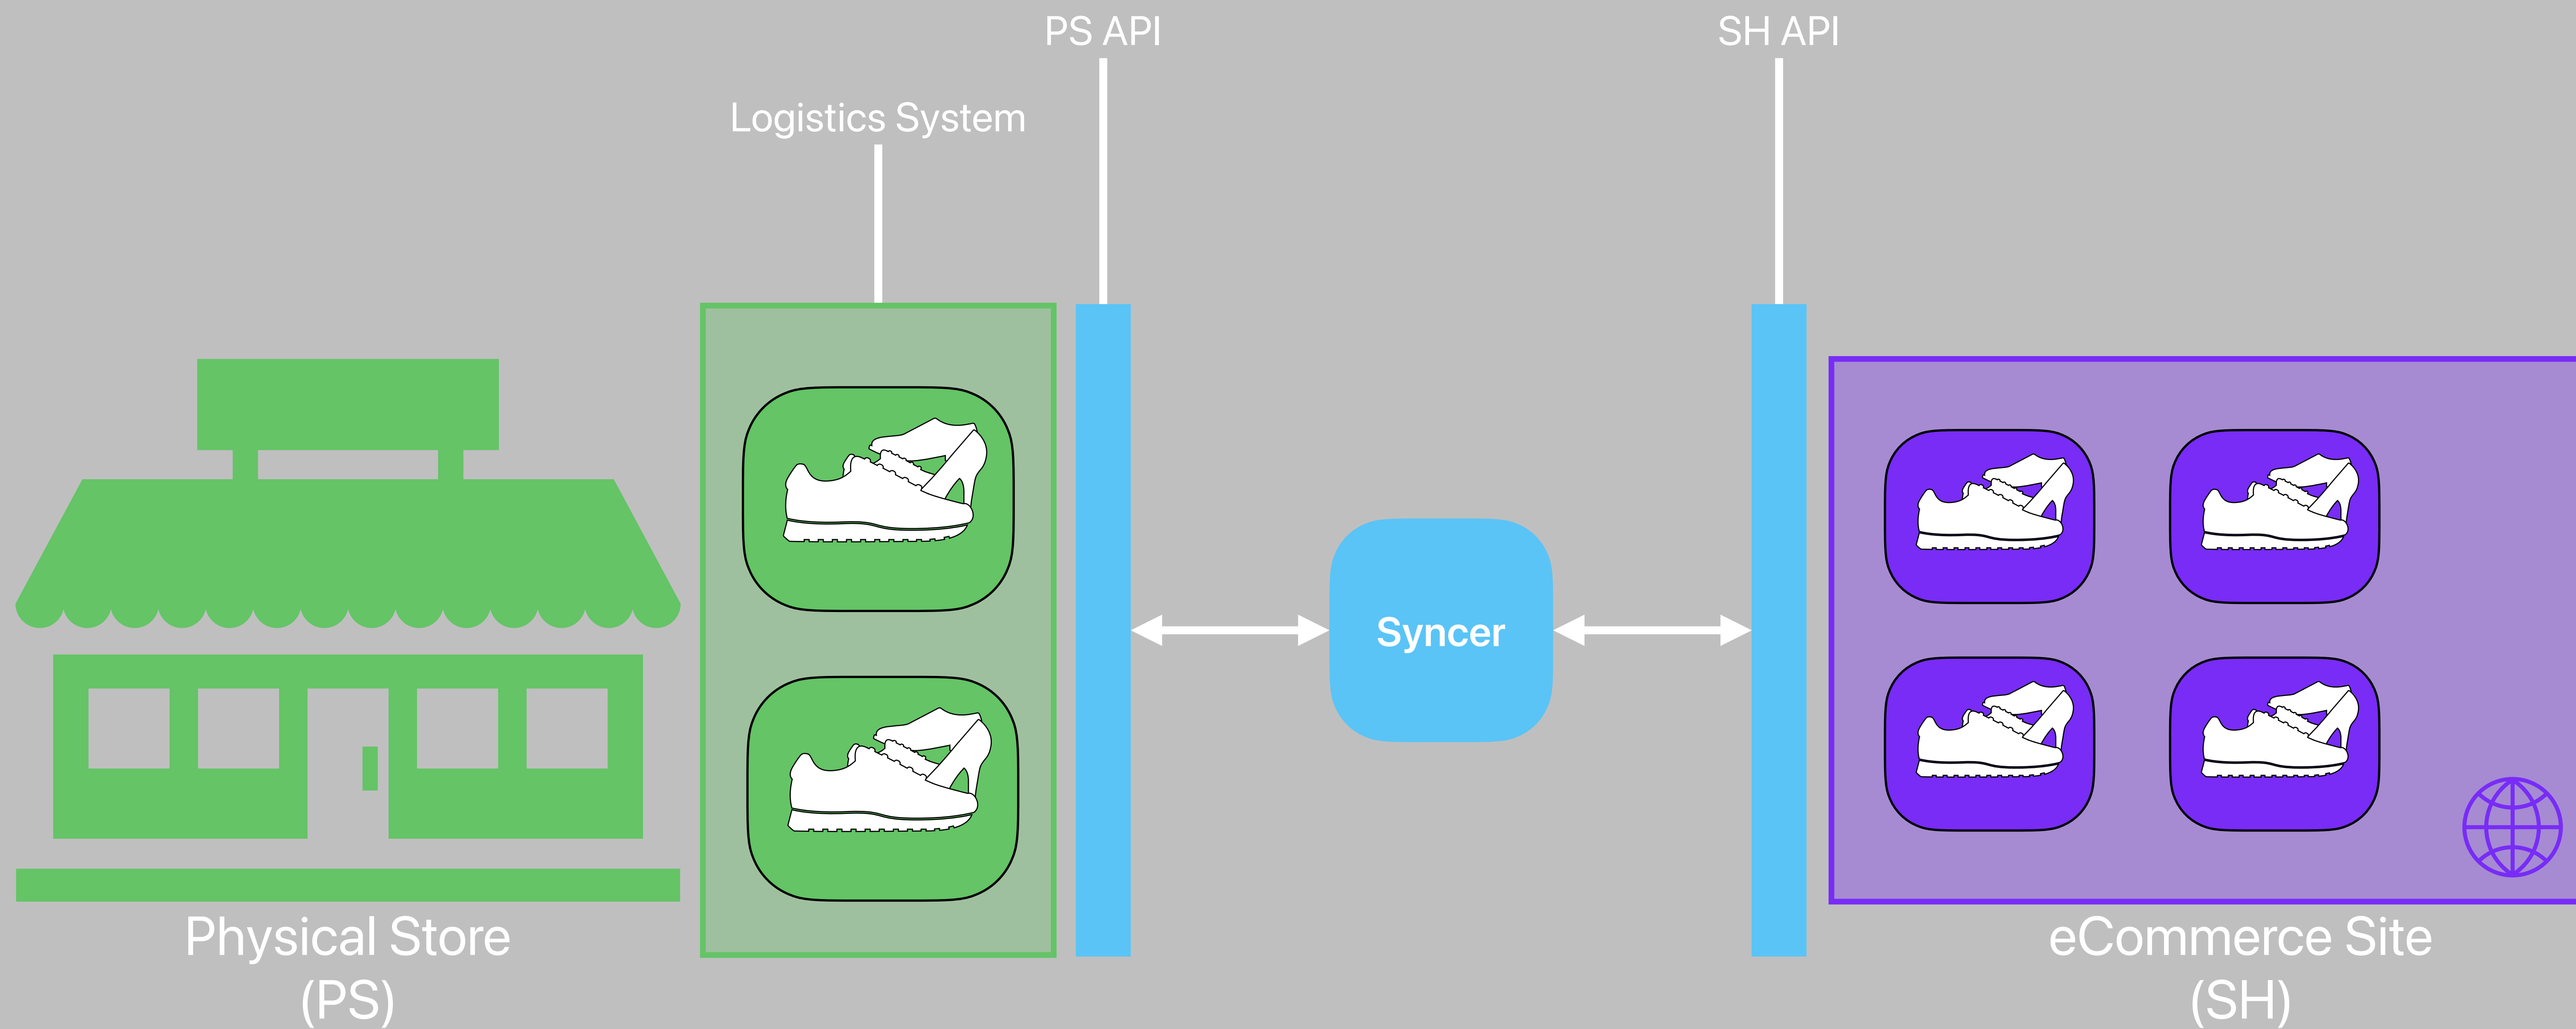 PS API
SH API
Logistics System
Syncer
Physical Store
(PS)
eCommerce Site
(SH)